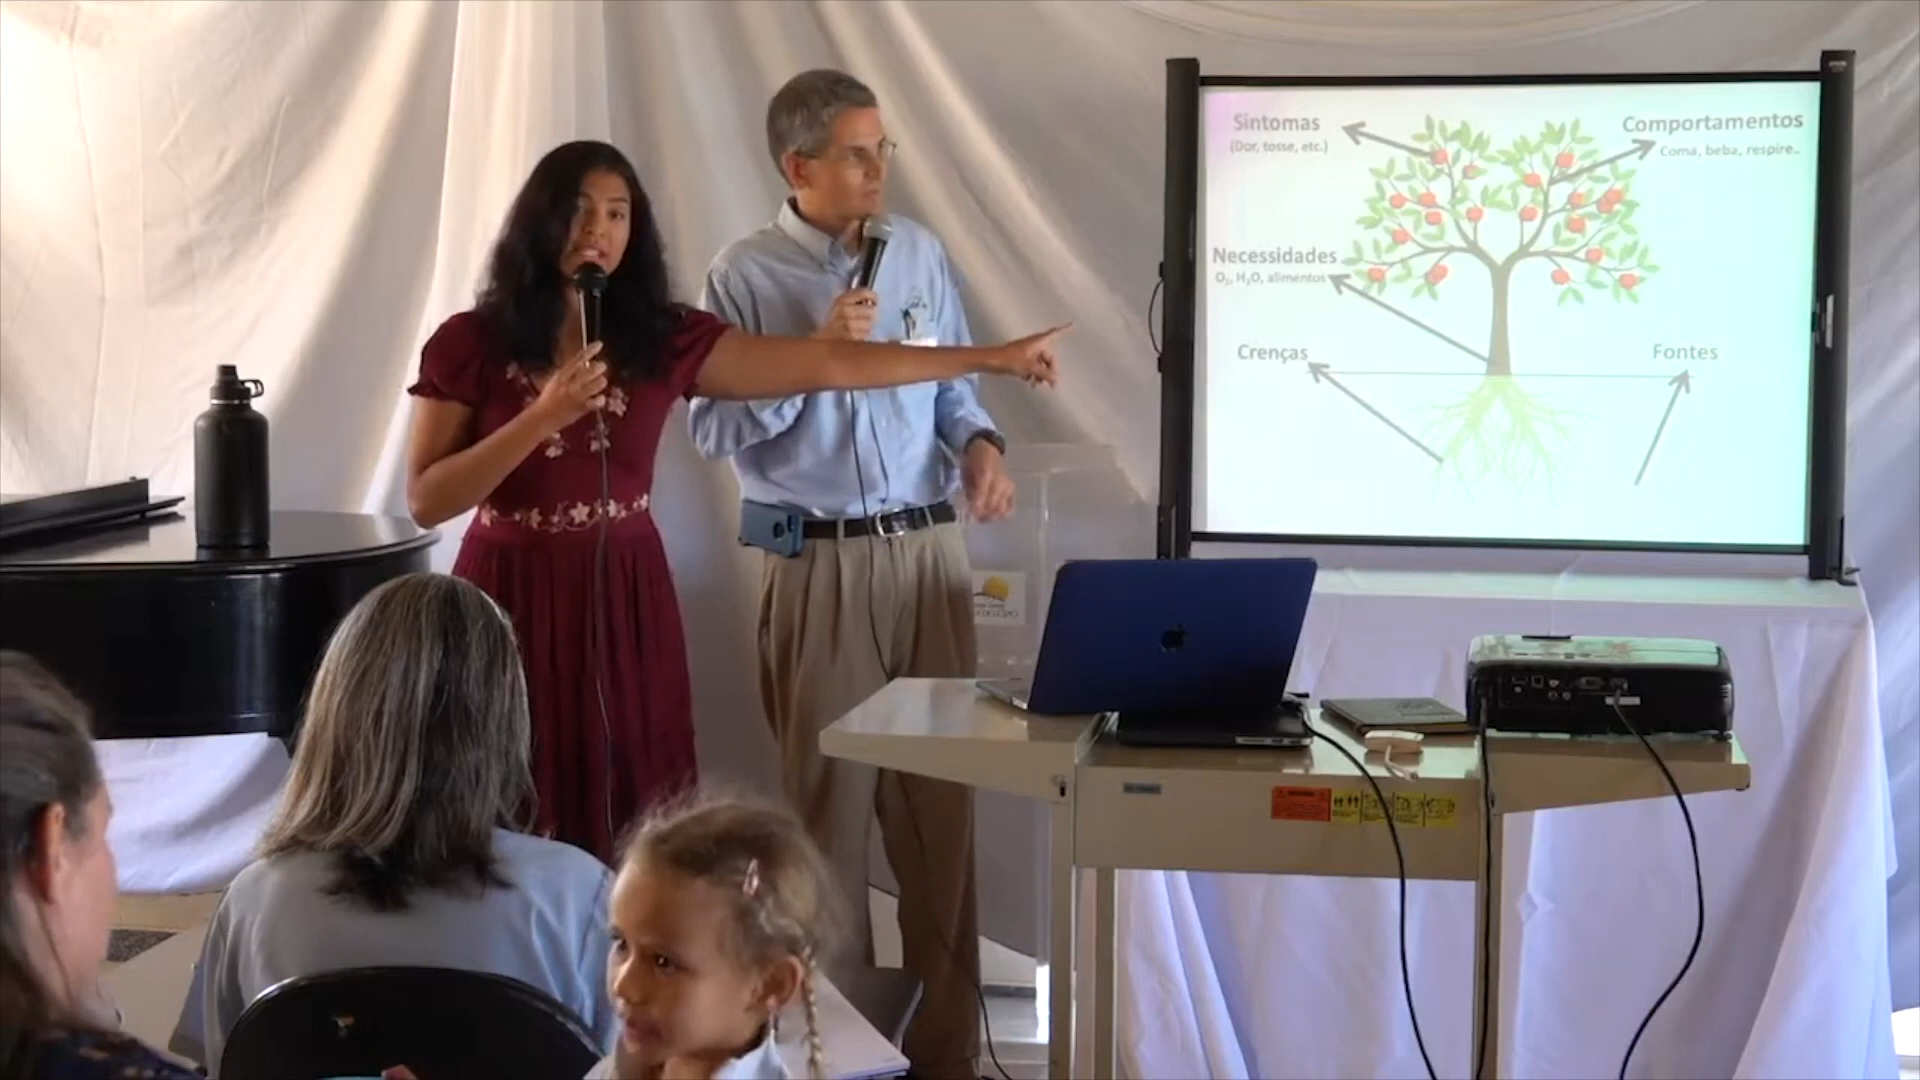 Sintomas
(Dor, tosse, etc.)
Comportamentos
Coma, beba, respire..
Necessidades
O₂, H₂O, alimentos
Crenças
Fontes